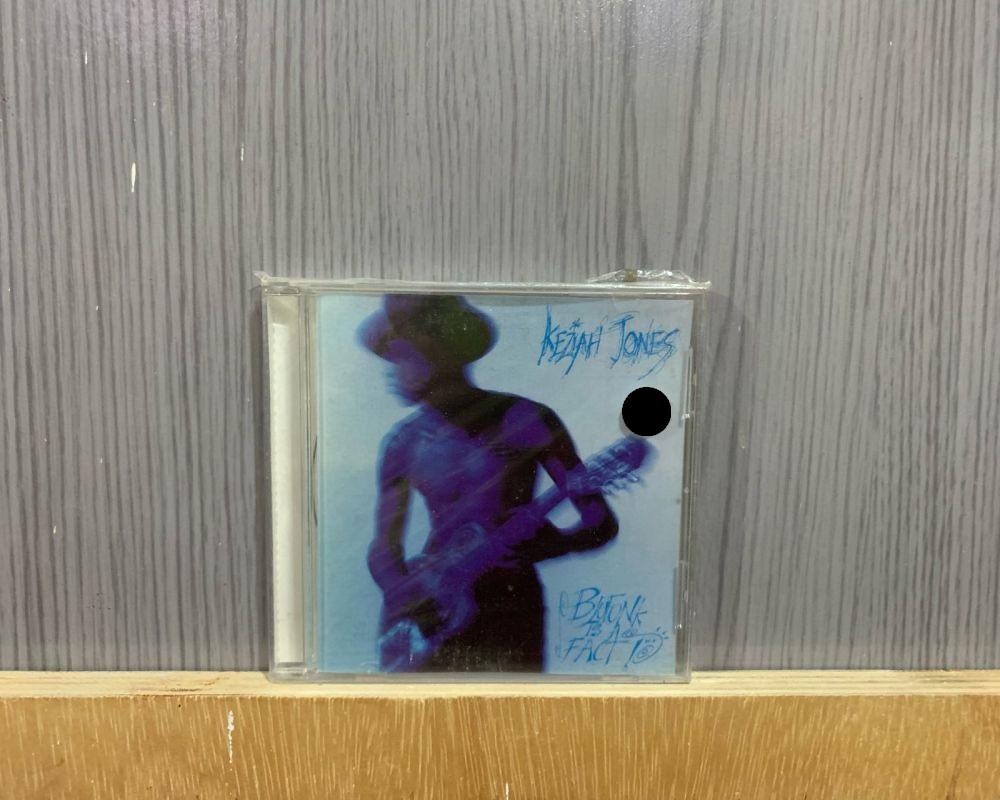 KEZIAH JONES
BLUFUNK
IS A
FACT!